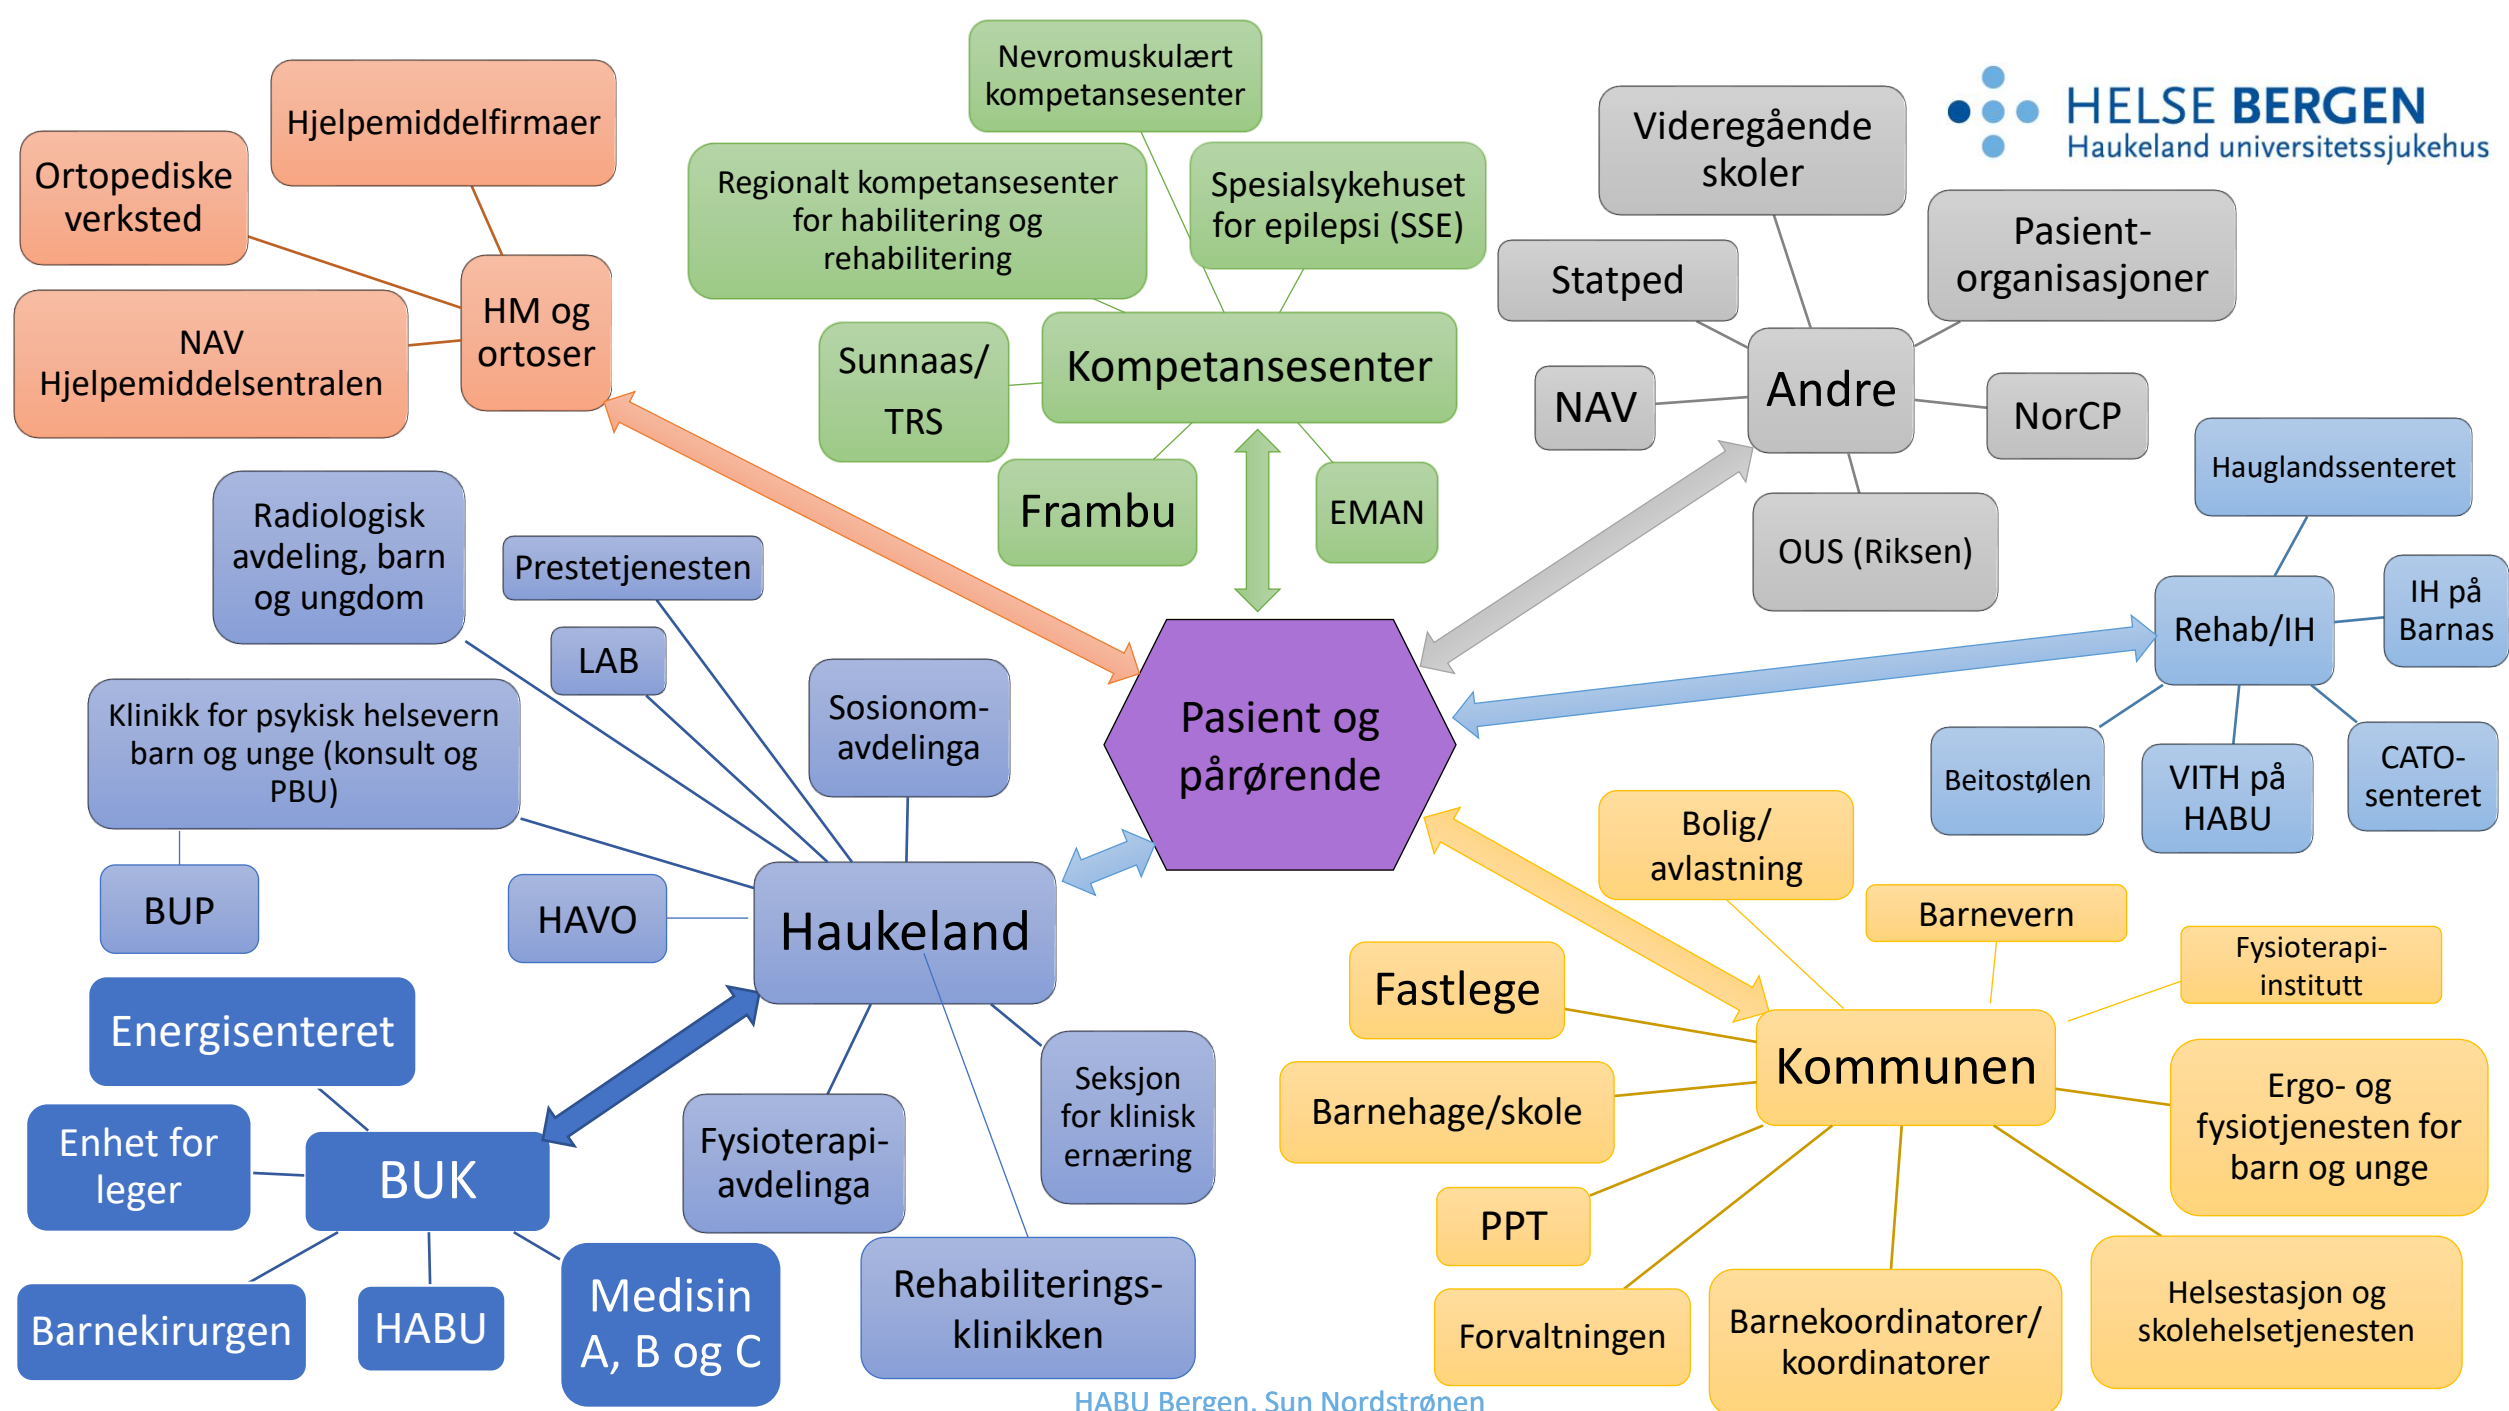 Nevromuskulært
kompetansesenter
Hjelpemiddelfirmaer
Videregående
skoler
HELSE BERGEN
Haukeland universitetssjukehus
Ortopediske
verksted
Regionalt kompetansesenter
for habilitering og
rehabilitering
Spesialsykehuset
for epilepsi (SSE)
Pasient-
organisasjoner
Statped
HM og
ortoser
NAV
Hjelpemiddelsentralen
Sunnaas/
TRS
Kompetansesenter
Andre
NAV
NorCP
Hauglandssenteret
Frambu
EMAN
OUS (Riksen)
Radiologisk
avdeling, barn
og ungdom
Prestetjenesten
LAB
IH på
Barnas
Rehab/IH
Klinikk for psykisk helsevern
barn og unge (konsult og
PBU)
Sosionom-
avdelinga
Pasient og
pårørende
Beitostølen
VITH på
HABU
CATO-
senteret
Bolig/
avlastning
BUP
HAVO
Haukeland
Barnevern
Fysioterapi-
institutt
Fastlege
Energisenteret
Kommunen
Barnehage/skole
Ergo- og
fysiotjenesten for
barn og unge
Seksjon
for klinisk
ernæring
Enhet for
leger
BUK
Fysioterapi-
avdelinga
PPT
Medisin
A, B og C
Barnekirurgen
HABU
Rehabiliterings-
klinikken
Forvaltningen
Barnekoordinatorer/
koordinatorer
Helsestasjon og
skolehelsetjenesten
HABU Bergen, Sun Nordstrønen